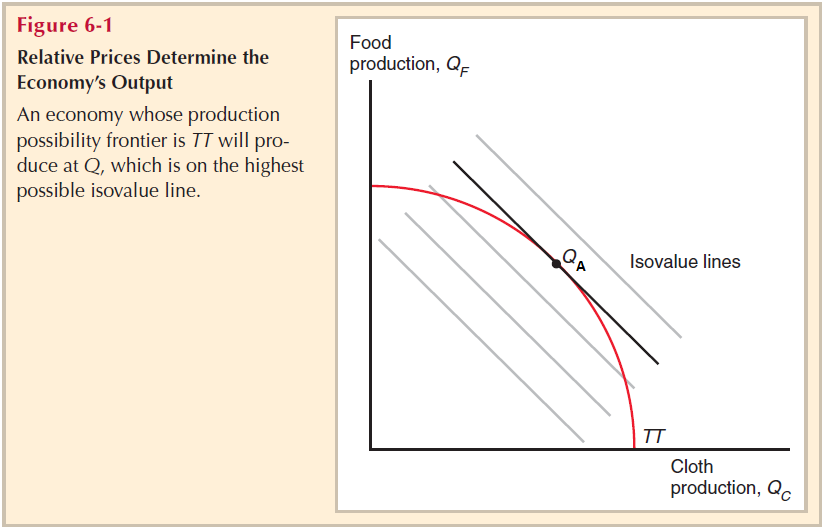 Figure 6-1
Relative Prices Determine the
Economy's Output
An economy whose production
possibility frontier is TT will pro-
duce at Q, which is on the highest
possible isovalue line.
Food
production, QF
QA
Isovalue lines
TT
Cloth
production, QC